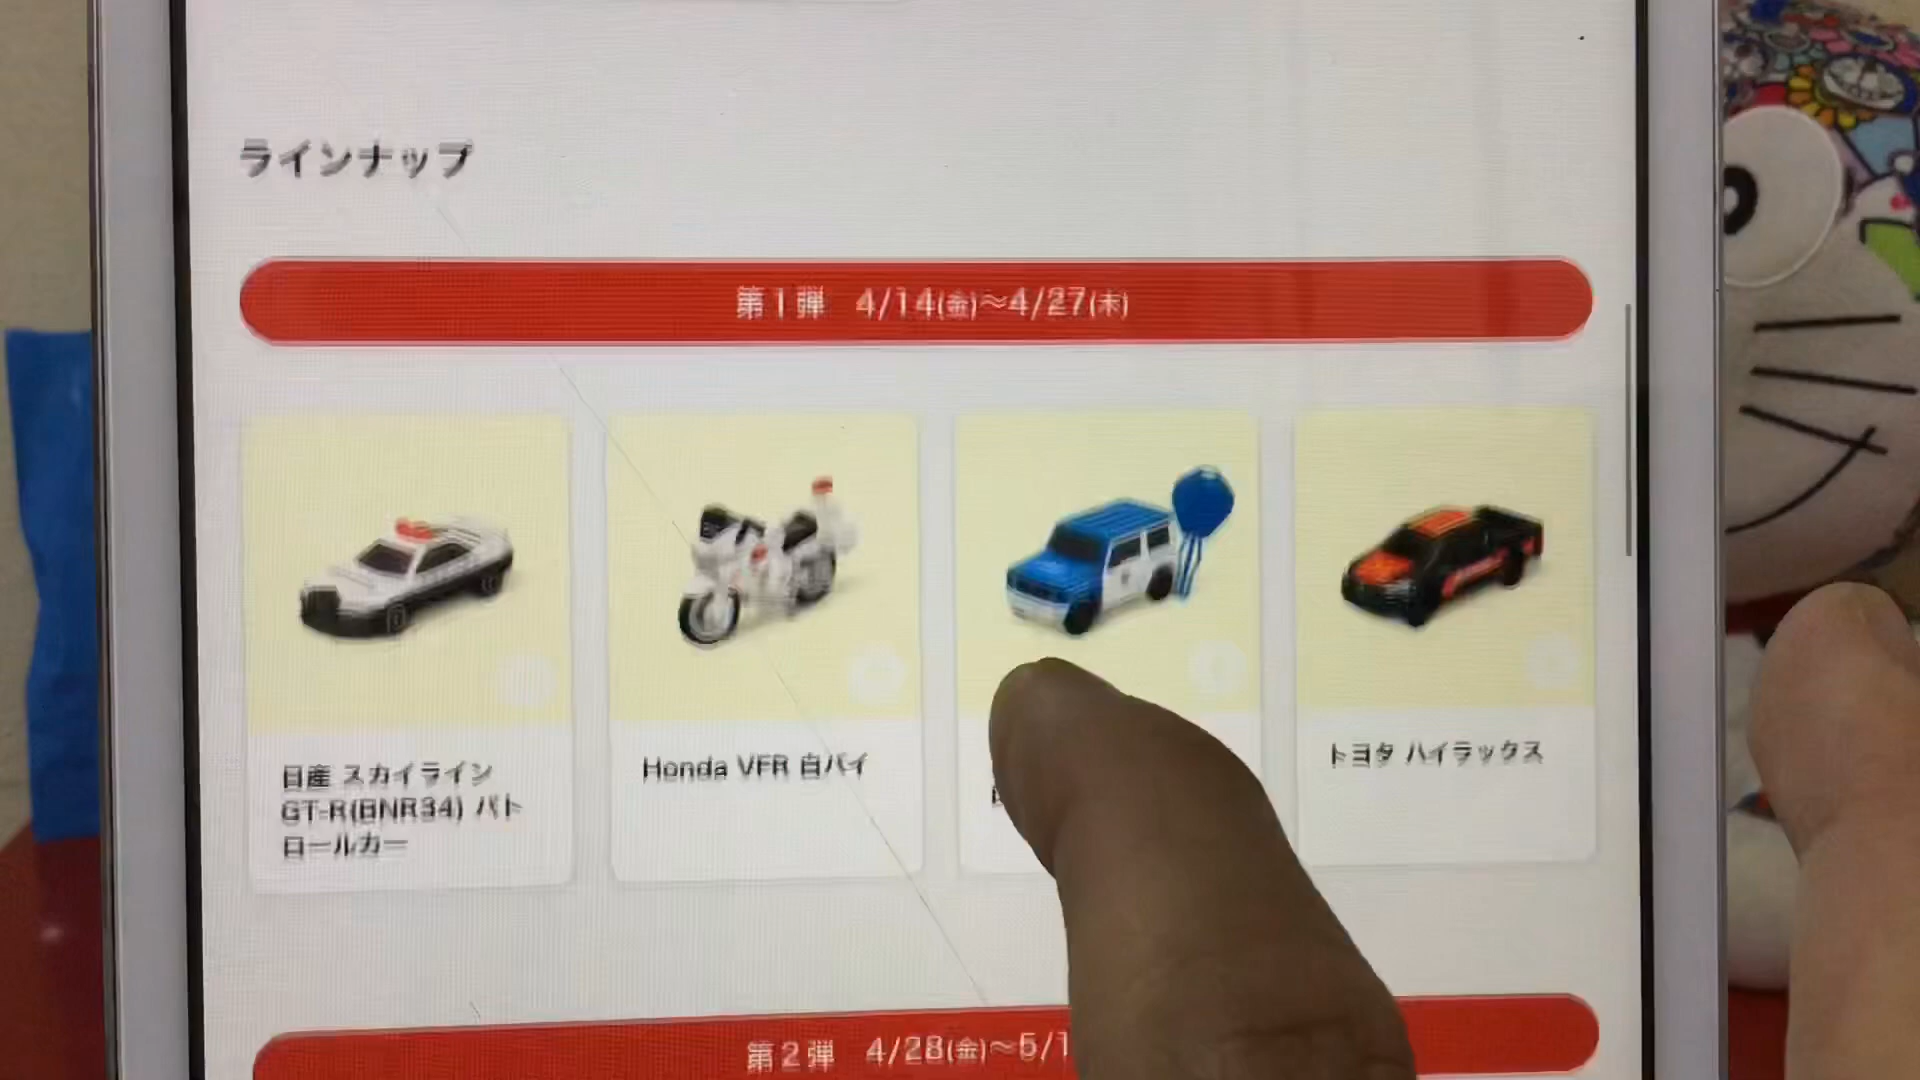 ラインナップ
第1弾 4/14(金)〜4/27(木)
日産 スカイライン
GT-R(BNR34) パト
ロールカー
Honda VFR 白バイ
トヨタ ハイラックス
第2弾 4/28(金)〜5/1